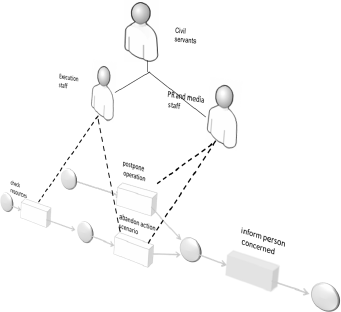 Civil
servants
Execution
staff
PR and media
staff
postpone
operation
check
resources
abandon action
scenario
inform person
concerned